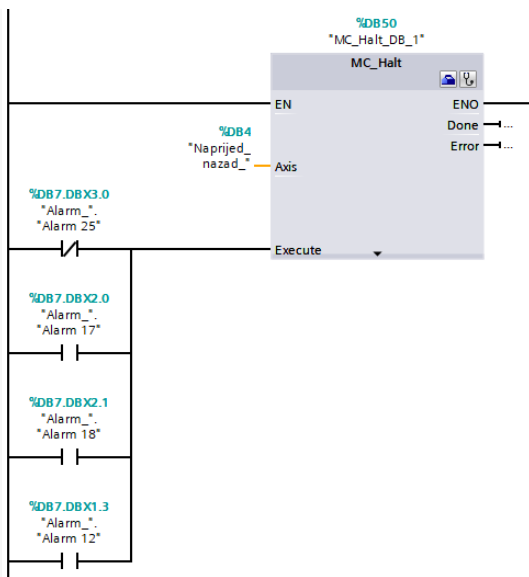 %DB50
"MC_Halt_DB_1"
MC_Halt
EN
ENO
Done
...
Error
...
%DB4
"Naprijed_
nazad_"
Axis
%DB7.DBX3.0
"Alarm_".
"Alarm 25"
Execute
%DB7.DBX2.0
"Alarm_".
"Alarm 17"
%DB7.DBX2.1
"Alarm_".
"Alarm 18"
%DB7.DBX1.3
"Alarm_".
"Alarm 12"